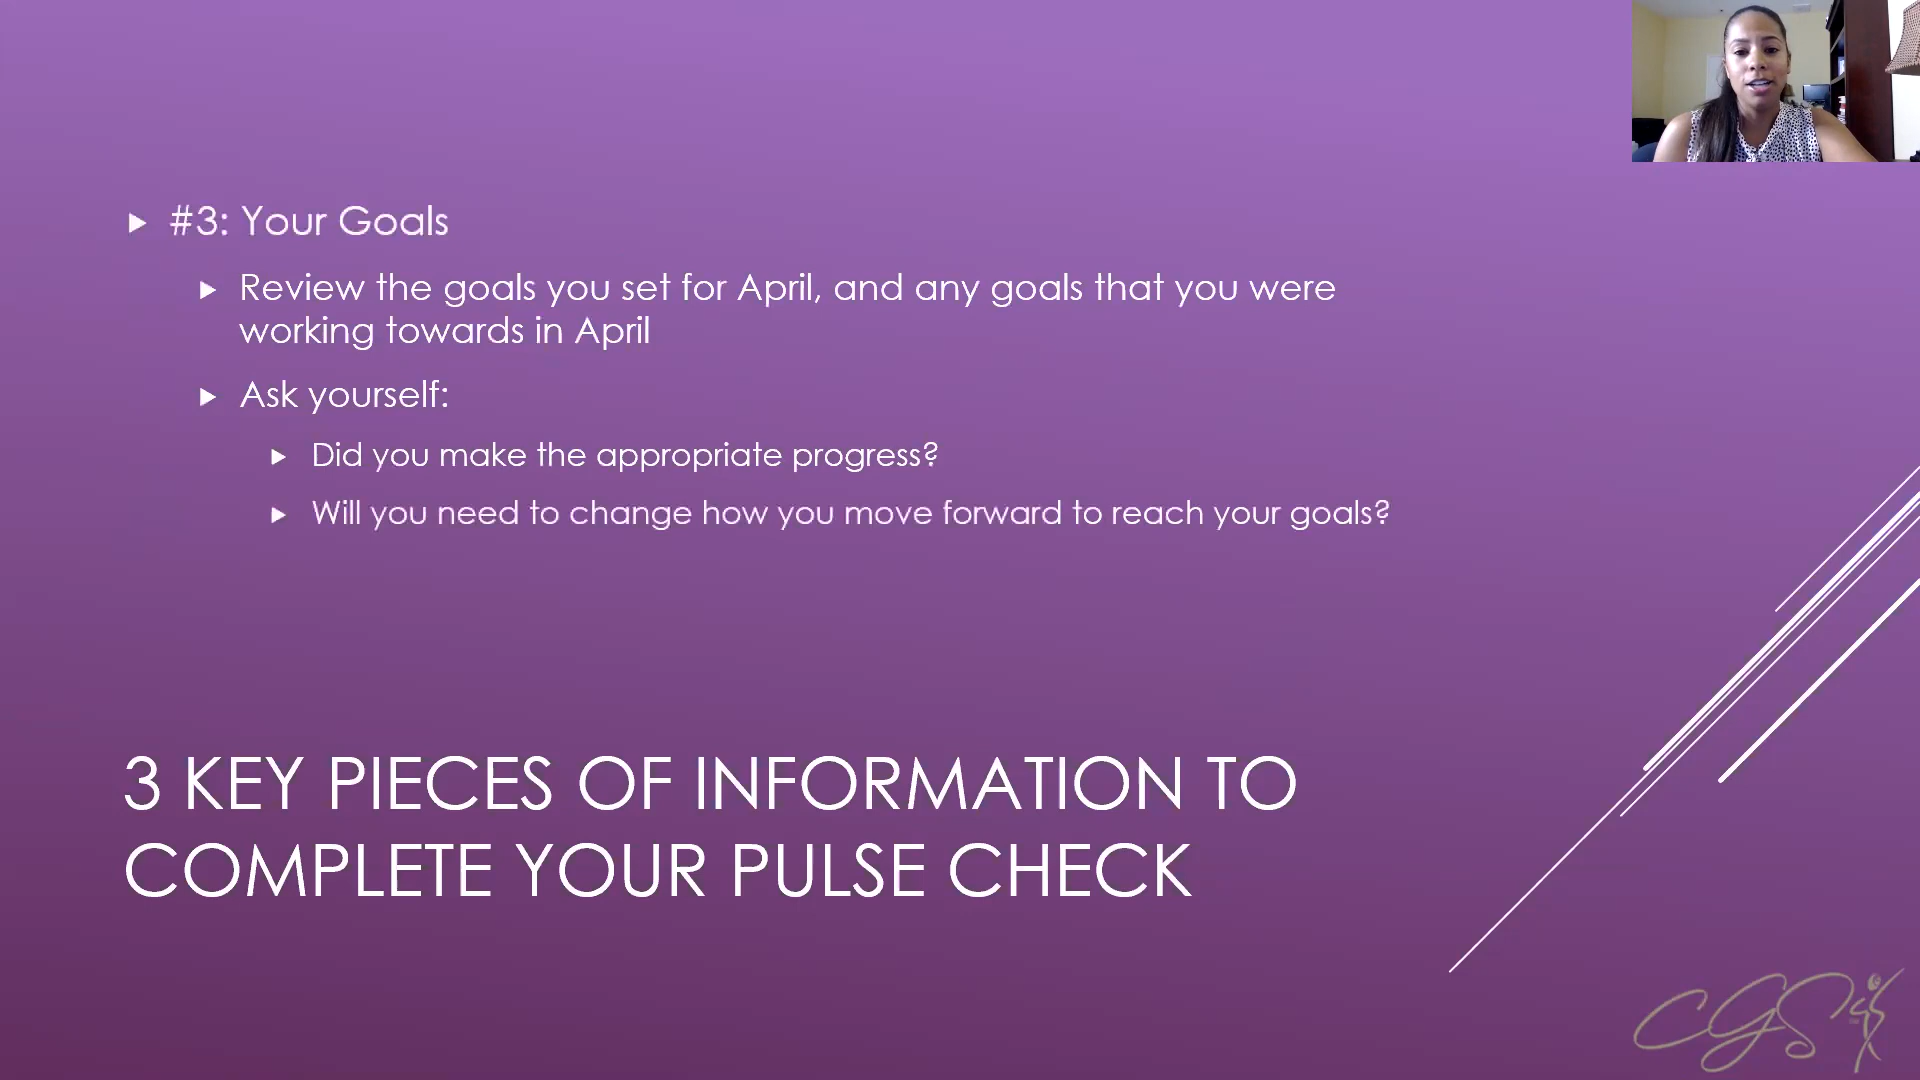 #3: Your Goals
Review the goals you set for April, and any goals that you were
working towards in April
Ask yourself:
Did you make the appropriate progress?
Will you need to change how you move forward to reach your goals?
3 KEY PIECES OF INFORMATION TO
COMPLETE YOUR PULSE CHECK
CGS